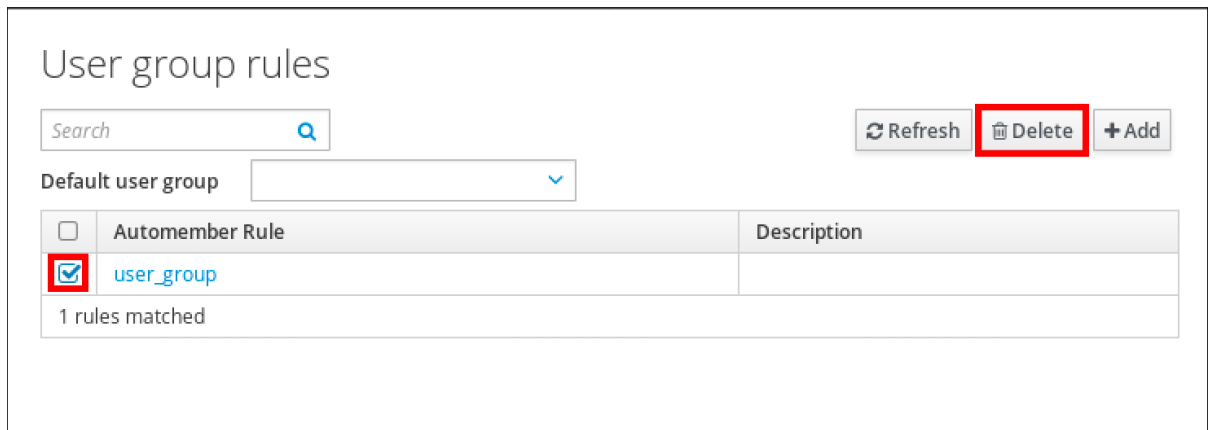 User group rules
Search
Refresh Delete Add
Default user group
Automember Rule Description
user_group
1 rules matched